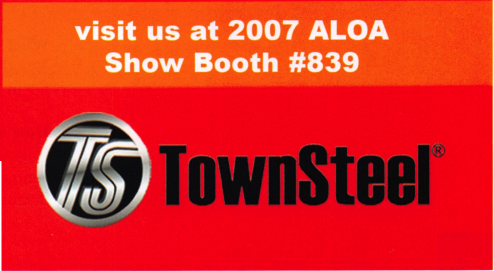 visit us at 2007 ALOA
Show Booth #839
TS TownSteel®